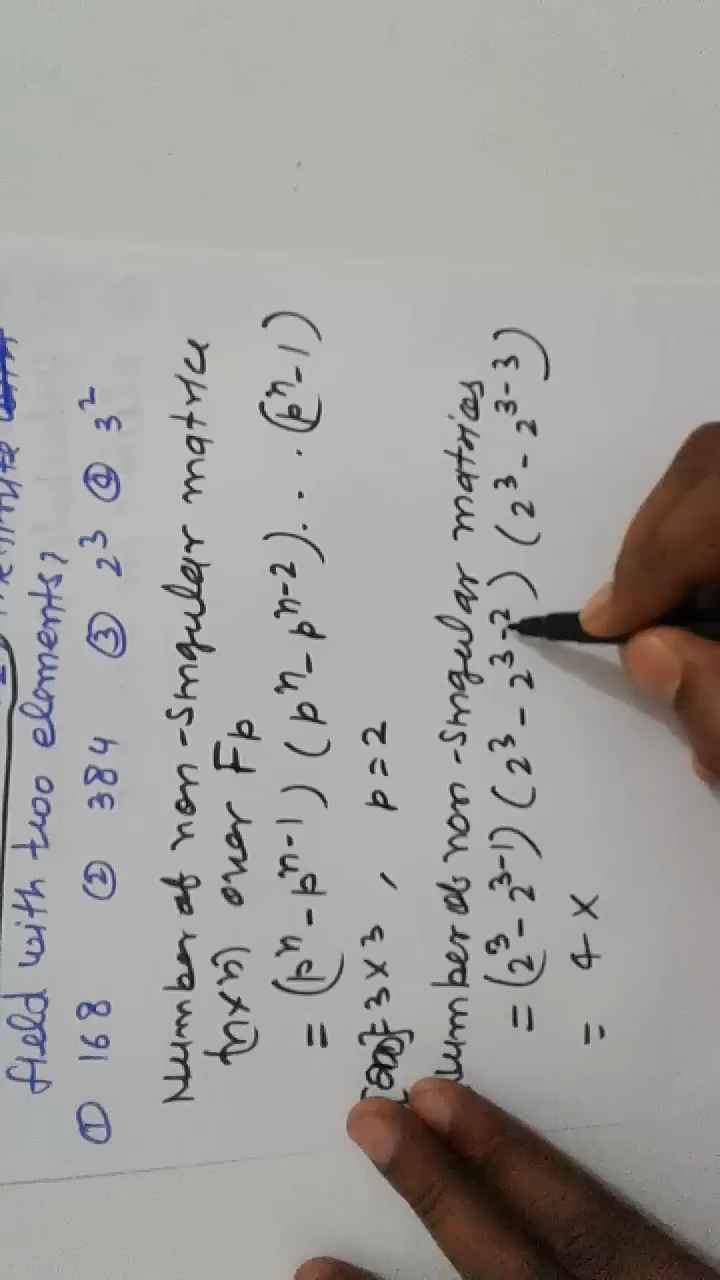 field with two elements?
① 168 ② 384 ③ 2³ ④ 3²
Number of non-singular matrice
(n×n) over Fp
= (pⁿ - pⁿ⁻¹) (pⁿ - pⁿ⁻²). . . (pⁿ - 1)
3×3 , p=2
Number of non-singular matrices
= (2³ - 2³⁻¹) (2³ - 2³⁻²) (2³ - 2³⁻³)
= 4 ×